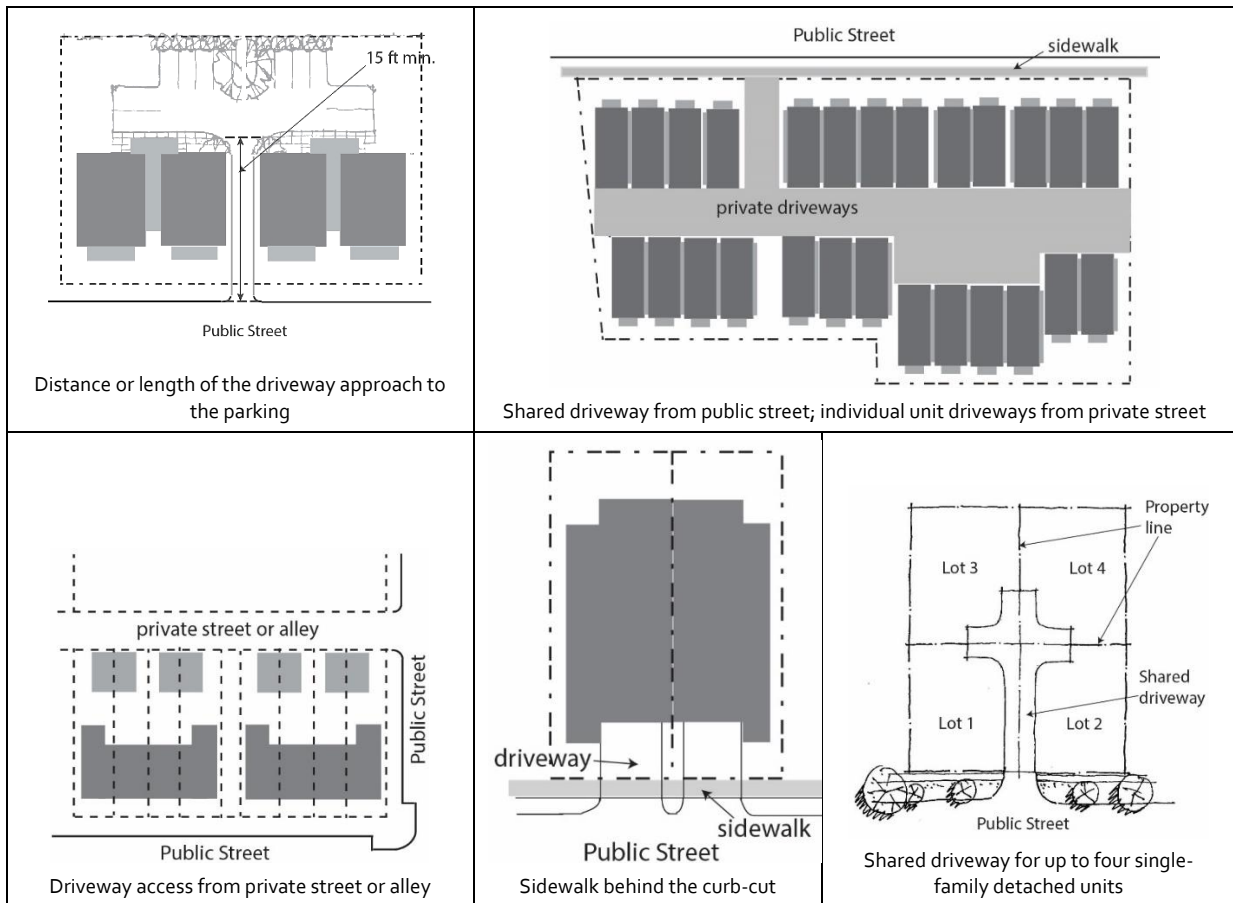 15 ft min.
Public Street
Distance or length of the driveway approach to
the parking
Public Street
sidewalk
private driveways
Shared driveway from public street; individual unit driveways from private street
private street or alley
Public Street
Public Street
Driveway access from private street or alley
driveway
sidewalk
Public Street
Sidewalk behind the curb-cut
Property
line
Lot 3
Lot 4
Shared
driveway
Lot 1
Lot 2
Public Street
Shared driveway for up to four single-
family detached units